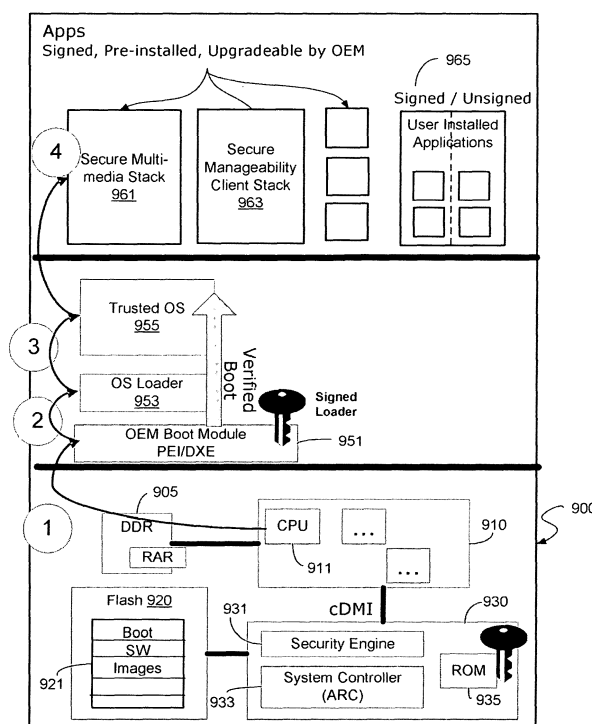 Apps
Signed, Pre-installed, Upgradeable by OEM
965
Signed / Unsigned
User Installed
Applications
4
Secure Multi-
media Stack
961
Secure
Manageability
Client Stack
963
Trusted OS
955
3
Verified
Boot
OS Loader
953
Signed
Loader
2
OEM Boot Module
PEI/DXE
951
1
905
DDR
RAR
CPU
911
...
...
910
900
cDMI
Flash 920
Boot
SW
Images
921
930
931
Security Engine
933
System Controller
(ARC)
ROM
935